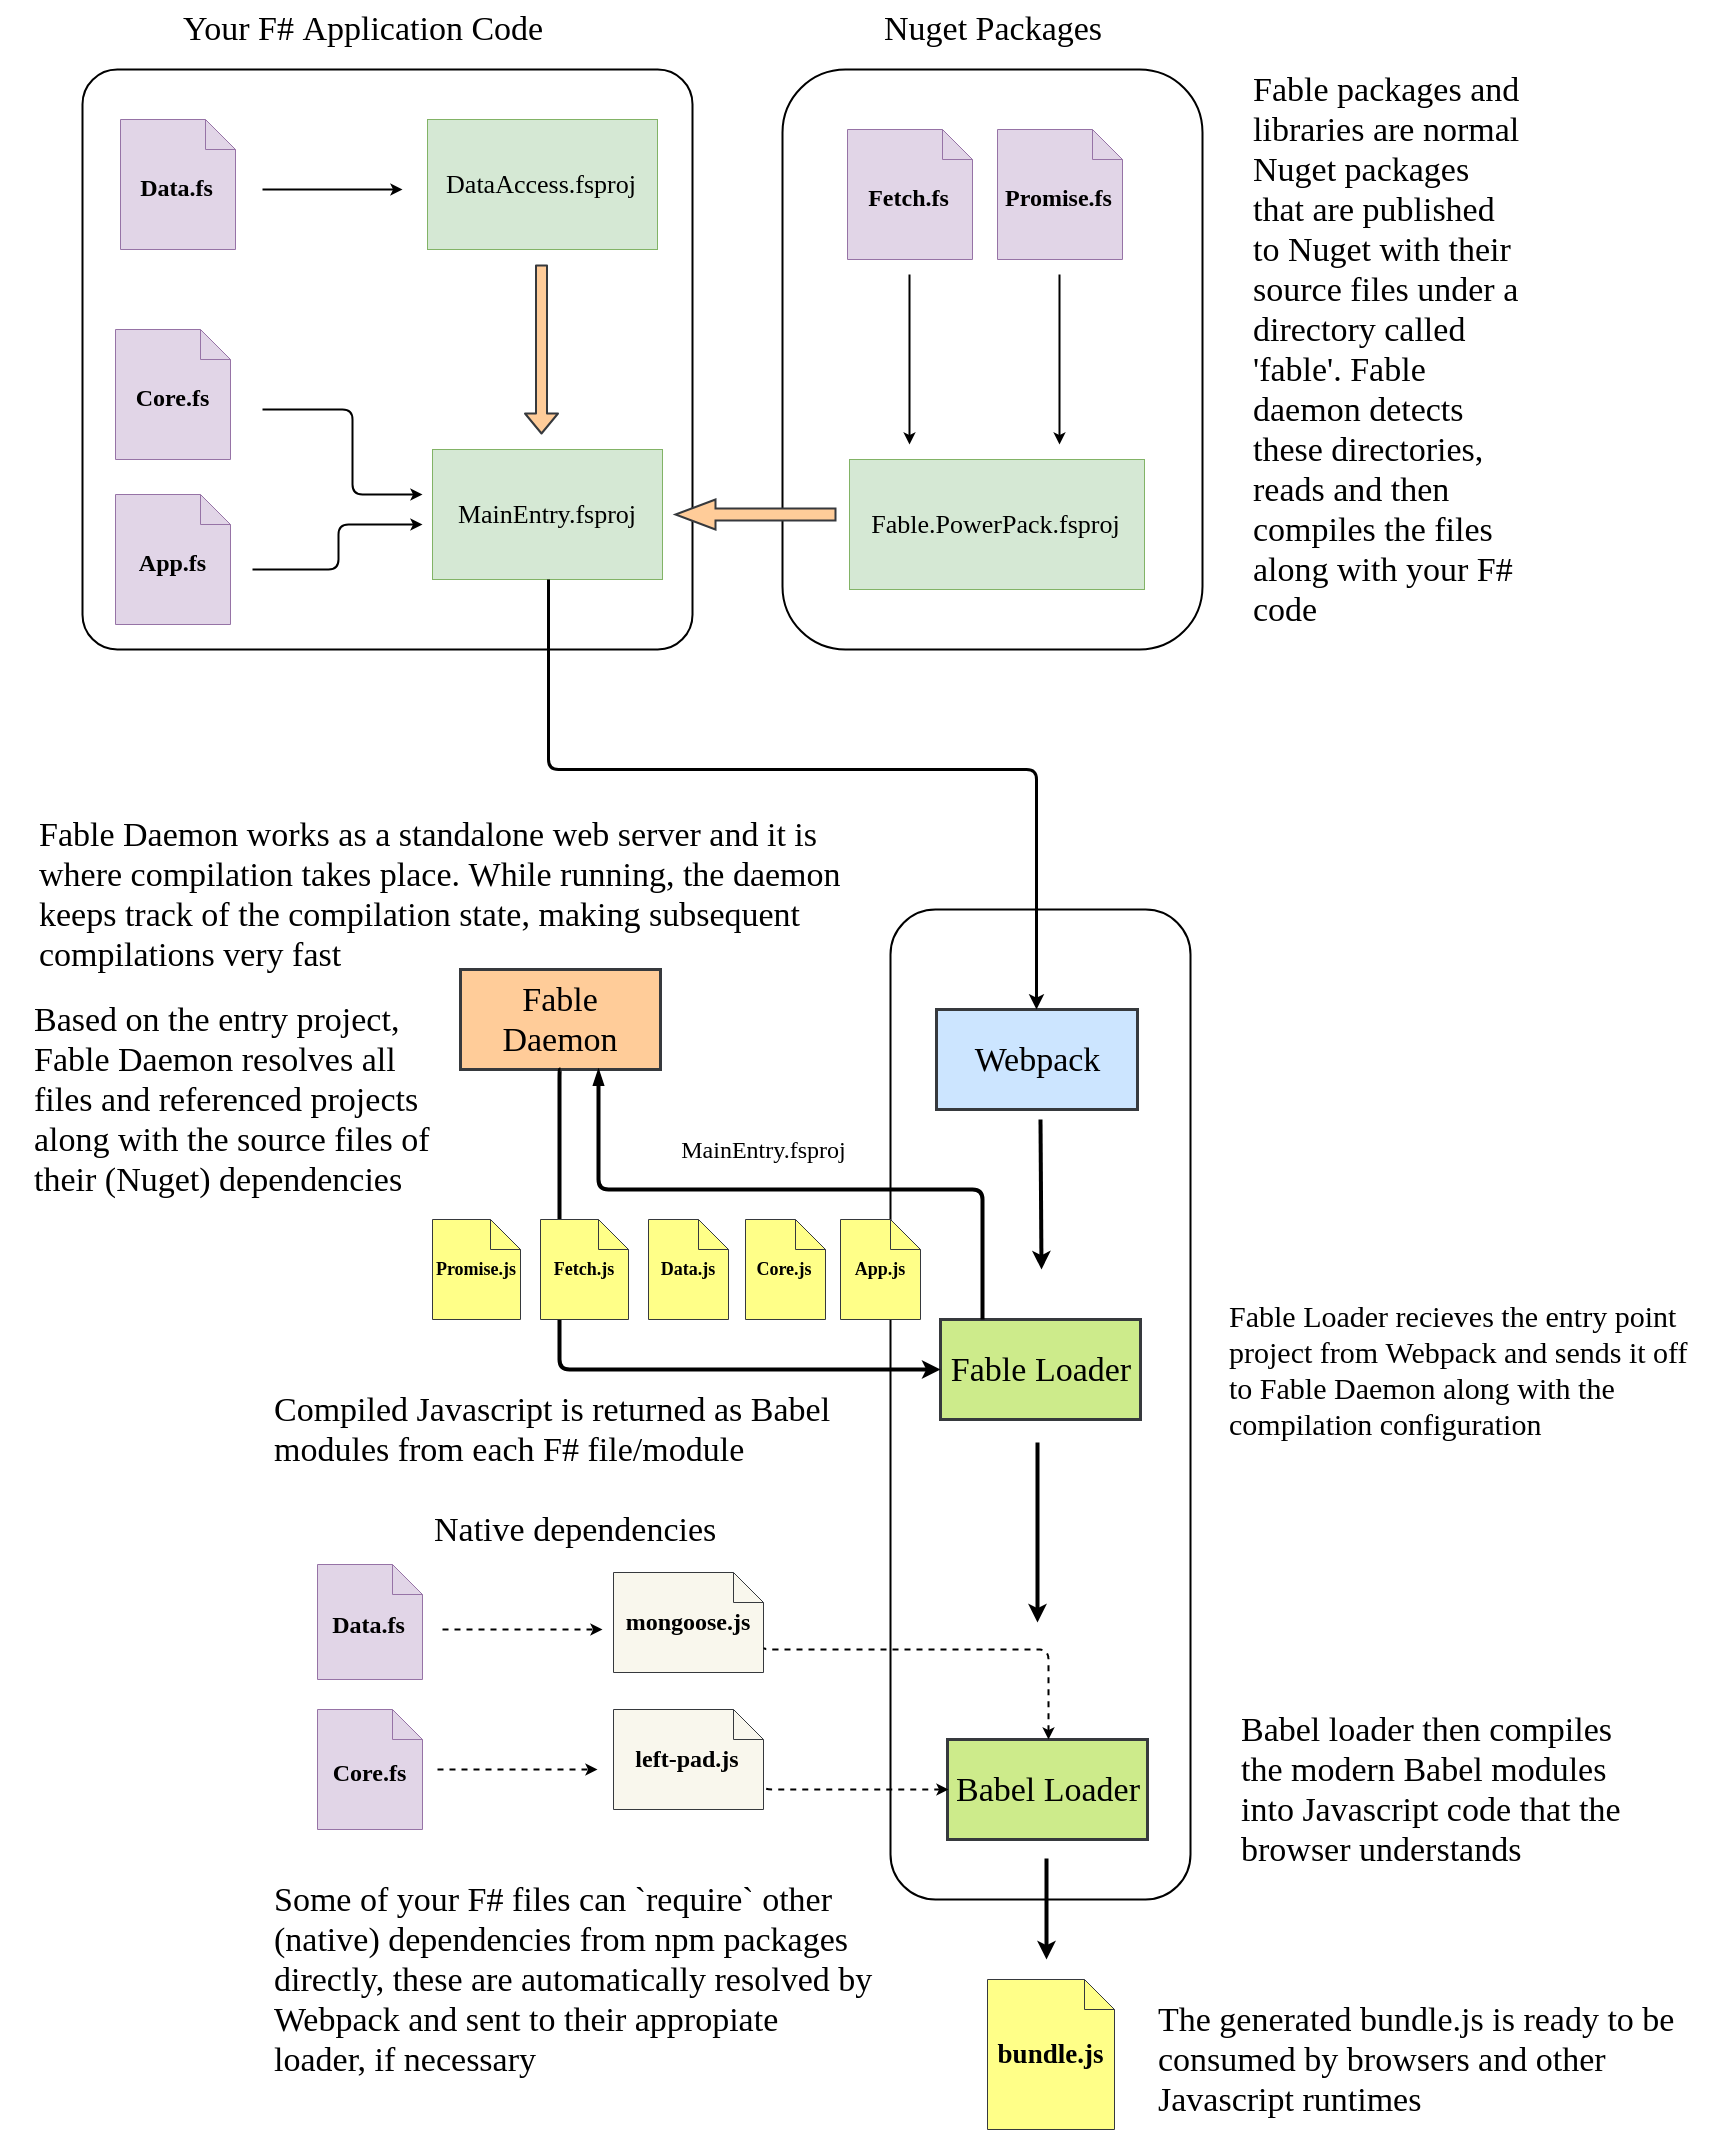 Your F# Application Code
Nuget Packages
Data.fs
DataAccess.fsproj
Core.fs
App.fs
MainEntry.fsproj
Fetch.fs
Promise.fs
Fable.PowerPack.fsproj
Fable packages and
libraries are normal
Nuget packages
that are published
to Nuget with their
source files under a
directory called
'fable'. Fable
daemon detects
these directories,
reads and then
compiles the files
along with your F#
code
Fable Daemon works as a standalone web server and it is
where compilation takes place. While running, the daemon
keeps track of the compilation state, making subsequent
compilations very fast
Based on the entry project,
Fable Daemon resolves all
files and referenced projects
along with the source files of
their (Nuget) dependencies
Fable
Daemon
Webpack
MainEntry.fsproj
Promise.js
Fetch.js
Data.js
Core.js
App.js
Fable Loader
Fable Loader recieves the entry point
project from Webpack and sends it off
to Fable Daemon along with the
compilation configuration
Compiled Javascript is returned as Babel
modules from each F# file/module
Native dependencies
Data.fs
mongoose.js
Core.fs
left-pad.js
Babel Loader
Babel loader then compiles
the modern Babel modules
into Javascript code that the
browser understands
Some of your F# files can `require` other
(native) dependencies from npm packages
directly, these are automatically resolved by
Webpack and sent to their appropiate
loader, if necessary
bundle.js
The generated bundle.js is ready to be
consumed by browsers and other
Javascript runtimes